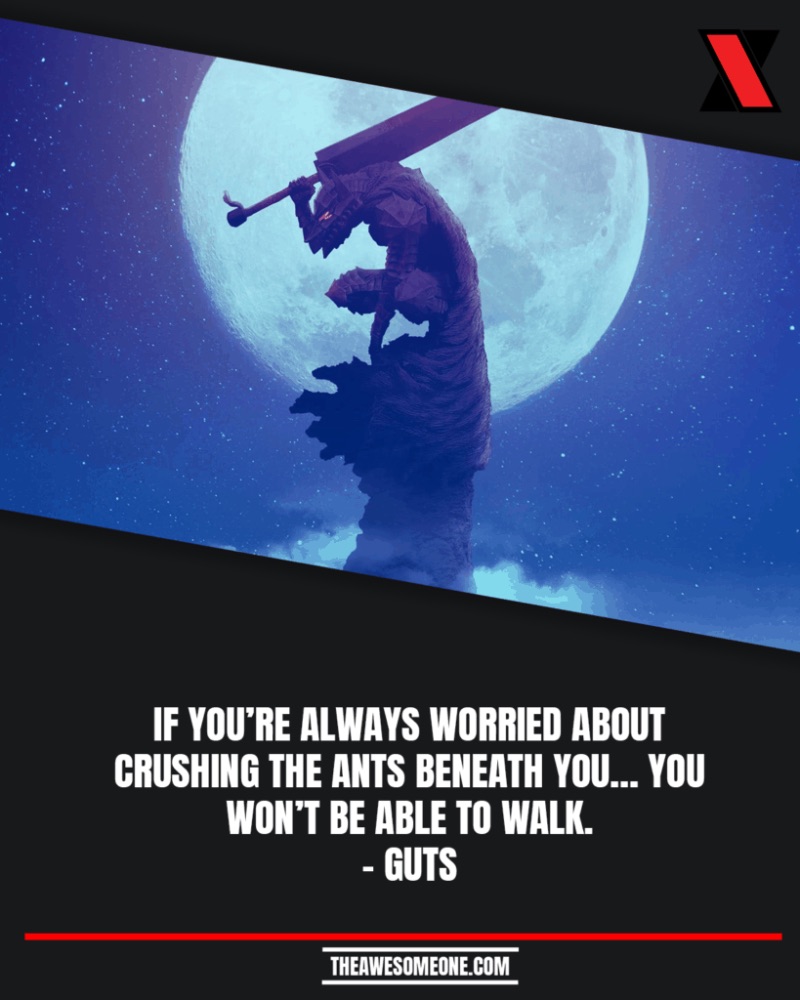 IF YOU'RE ALWAYS WORRIED ABOUT
CRUSHING THE ANTS BENEATH YOU... YOU
WON'T BE ABLE TO WALK.
- GUTS
THEAWESOMEONE.COM